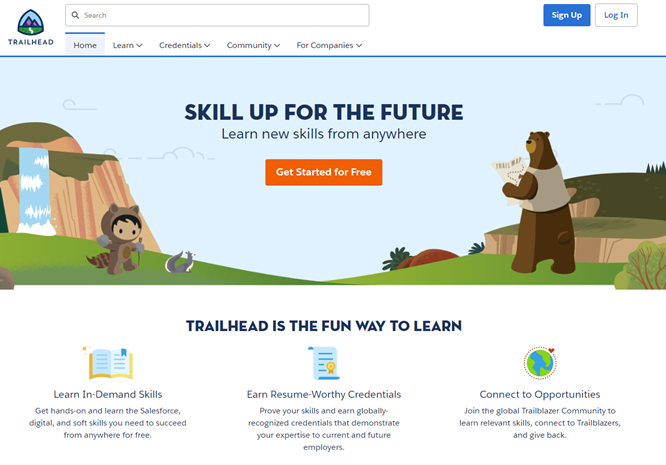 Search
Sign Up
Log In
TRAILHEAD
Home
Learn
Credentials
Community
For Companies
SKILL UP FOR THE FUTURE
Learn new skills from anywhere
Get Started for Free
TRAIL MAP
TRAILHEAD IS THE FUN WAY TO LEARN
Learn In-Demand Skills
Get hands-on and learn the Salesforce,
digital, and soft skills you need to succeed
from anywhere for free.
Earn Resume-Worthy Credentials
Prove your skills and earn globally-
recognized credentials that demonstrate
your expertise to current and future
employers.
Connect to Opportunities
Join the global Trailblazer Community to
learn relevant skills, connect to Trailblazers,
and give back.